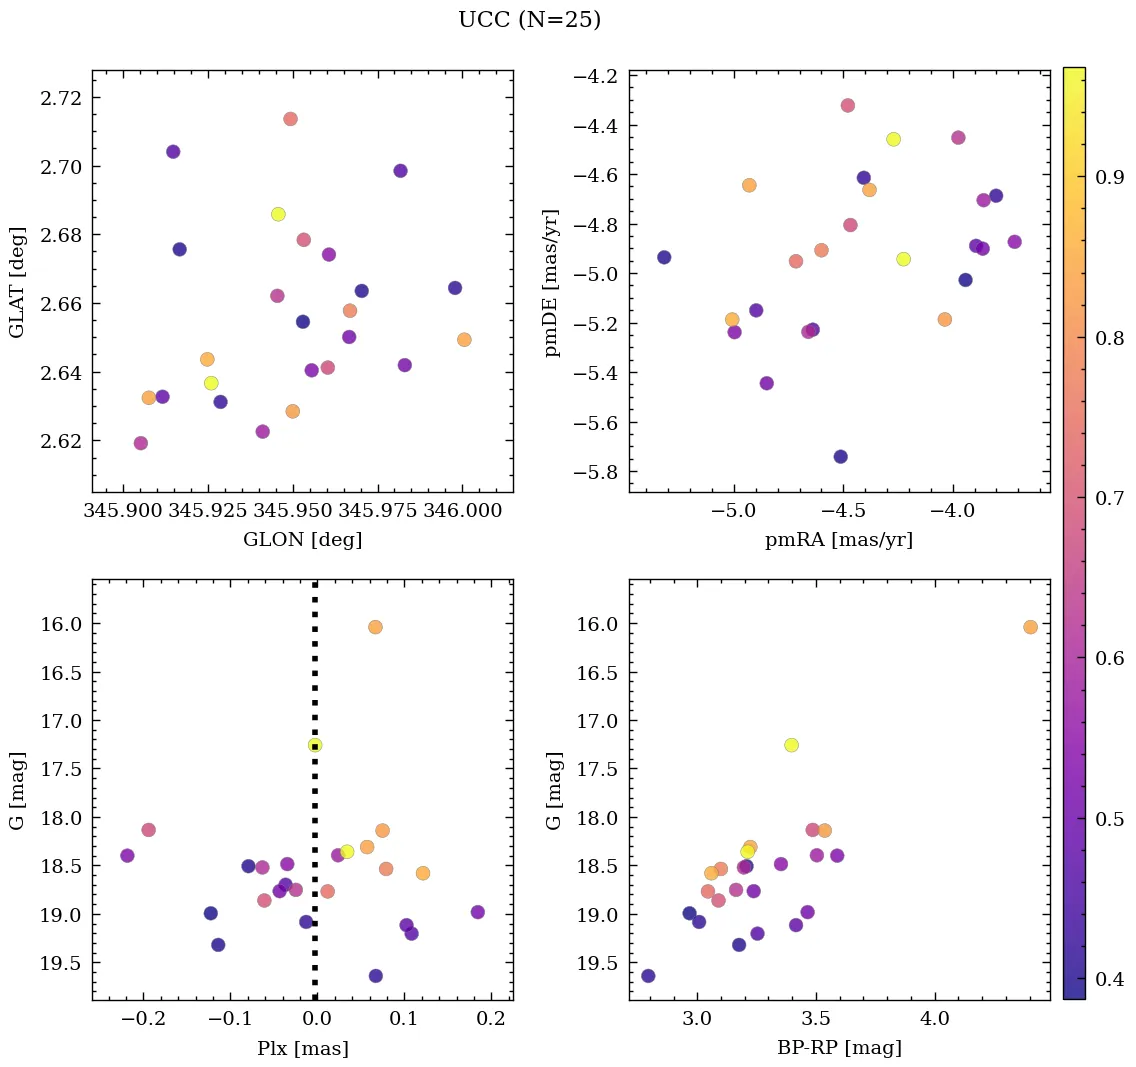 UCC (N=25)
2.72
2.70
2.68
2.66
2.64
2.62
GLAT [deg]
345.900 345.925 345.950 345.975 346.000
GLON [deg]
−4.2
−4.4
−4.6
−4.8
−5.0
−5.2
−5.4
−5.6
−5.8
pmDE [mas/yr]
−5.0 −4.5 −4.0
pmRA [mas/yr]
0.9
0.8
0.7
0.6
0.5
0.4
16.0
16.5
17.0
17.5
18.0
18.5
19.0
19.5
G [mag]
−0.2 −0.1 0.0 0.1 0.2
Plx [mas]
16.0
16.5
17.0
17.5
18.0
18.5
19.0
19.5
G [mag]
3.0 3.5 4.0
BP-RP [mag]